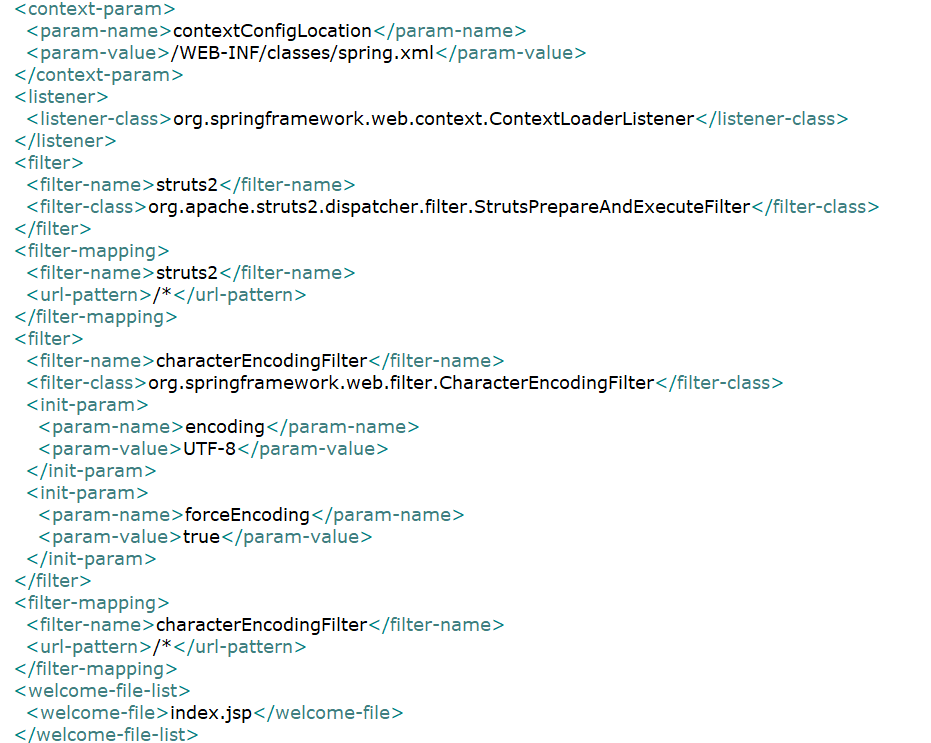 <context-param>
<param-name>contextConfigLocation</param-name>
<param-value>/WEB-INF/classes/spring.xml</param-value>
</context-param>
<listener>
<listener-class>org.springframework.web.context.ContextLoaderListener</listener-class>
</listener>
<filter>
<filter-name>struts2</filter-name>
<filter-class>org.apache.struts2.dispatcher.filter.StrutsPrepareAndExecuteFilter</filter-class>
</filter>
<filter-mapping>
<filter-name>struts2</filter-name>
<url-pattern>/*</url-pattern>
</filter-mapping>
<filter>
<filter-name>characterEncodingFilter</filter-name>
<filter-class>org.springframework.web.filter.CharacterEncodingFilter</filter-class>
<init-param>
<param-name>encoding</param-name>
<param-value>UTF-8</param-value>
</init-param>
<init-param>
<param-name>forceEncoding</param-name>
<param-value>true</param-value>
</init-param>
</filter>
<filter-mapping>
<filter-name>characterEncodingFilter</filter-name>
<url-pattern>/*</url-pattern>
</filter-mapping>
<welcome-file-list>
<welcome-file>index.jsp</welcome-file>
</welcome-file-list>